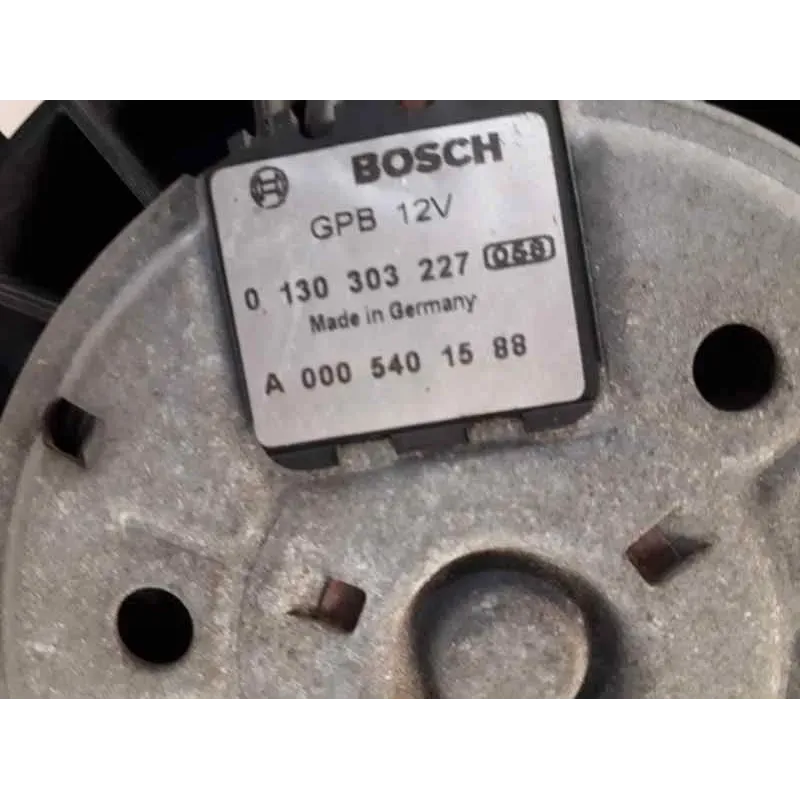 BOSCH
GPB 12V
0 130 303 227 058
Made in Germany
A 000 540 15 88